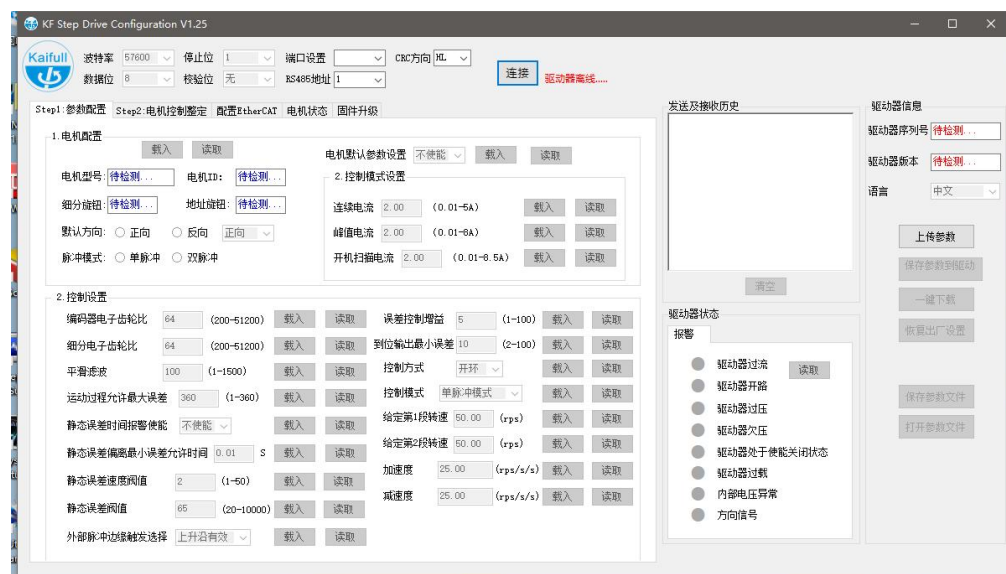 KF Step Drive Configuration V1.25
Kaifull
波特率 57600 停止位 1 端口设置 CRC方向 HL
数据位 8 校验位 无 RS485地址 1
连接 驱动器离线.....
Step1:参数配置 Step2:电机控制整定 配置EtherCAT 电机状态 固件升级
1.电机配置
载入 读取
电机默认参数设置 不使能 载入 读取
电机型号: 待检测... 电机ID: 待检测...
细分旋钮: 待检测... 地址旋钮: 待检测...
默认方向: 正向 反向 正向
脉冲模式: 单脉冲 双脉冲
2.控制模式设置
连续电流 2.00 (0.01-5A) 载入 读取
峰值电流 2.00 (0.01-6A) 载入 读取
开机扫描电流 2.00 (0.01-6.5A) 载入 读取
2.控制设置
编码器电子齿轮比 64 (200-51200) 载入 读取
细分电子齿轮比 64 (200-51200) 载入 读取
平滑滤波 100 (1-1500) 载入 读取
运动过程允许最大误差 360 (1-360) 载入 读取
静态误差时间报警使能 不使能 载入 读取
静态误差偏离最小误差允许时间 0.01 S 载入 读取
静态误差速度阀值 2 (1-50) 载入 读取
静态误差阀值 65 (20-10000) 载入 读取
外部脉冲边缘触发选择 上升沿有效 载入 读取
误差控制增益 5 (1-100) 载入 读取
到位输出最小误差 10 (2-100) 载入 读取
控制方式 开环 载入 读取
控制模式 单脉冲模式 载入 读取
给定第1段转速 50.00 (rps) 载入 读取
给定第2段转速 50.00 (rps) 载入 读取
加速度 25.00 (rps/s/s) 载入 读取
减速度 25.00 (rps/s/s) 载入 读取
发送及接收历史
清空
驱动器状态
报警
驱动器过流 读取
驱动器开路
驱动器过压
驱动器欠压
驱动器处于使能关闭状态
驱动器过载
内部电压异常
方向信号
驱动器信息
驱动器序列号 待检测...
驱动器版本 待检测...
语言 中文
上传参数
保存参数到驱动
一键下载
恢复出厂设置
保存参数文件
打开参数文件